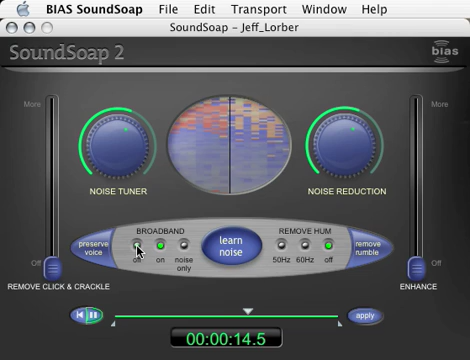 BIAS SoundSoap File Edit Transport Window Help
SoundSoap – Jeff_Lorber
SoundSoap 2
bias
More
More
NOISE TUNER
NOISE REDUCTION
BROADBAND
REMOVE HUM
preserve voice
learn noise
remove rumble
off on noise only
50Hz 60Hz off
Off
Off
REMOVE CLICK & CRACKLE
ENHANCE
apply
00:00:14.5